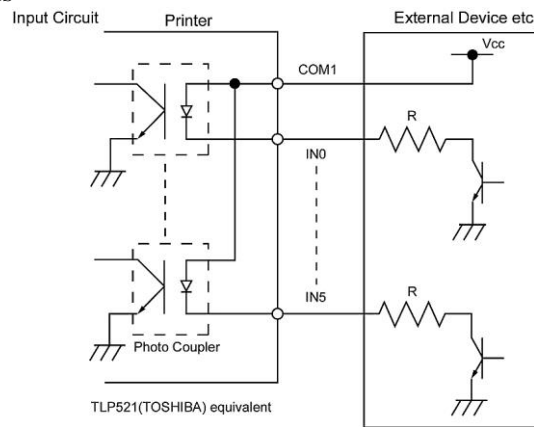 Input Circuit
Printer
External Device etc
Vcc
COM1
R
IN0
R
IN5
Photo Coupler
TLP521(TOSHIBA) equivalent